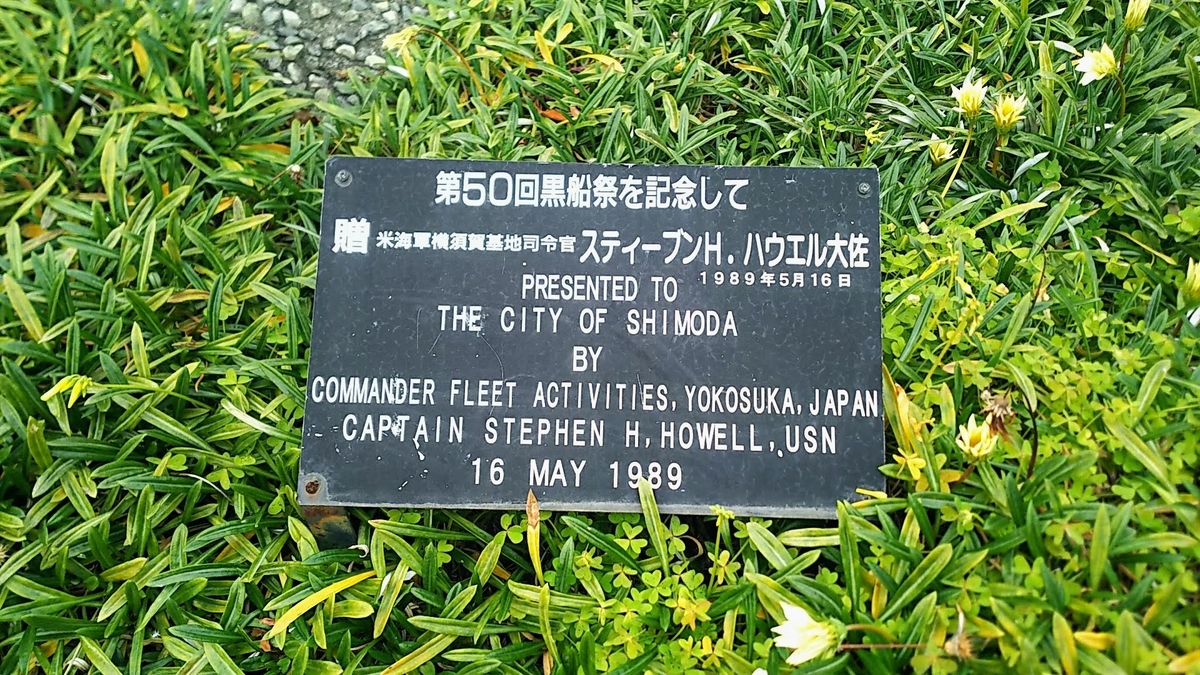 第50回黒船祭を記念して
贈 米海軍横須賀基地司令官 スティーブンH.ハウエル大佐
1989年5月16日
PRESENTED TO
THE CITY OF SHIMODA
BY
COMMANDER FLEET ACTIVITIES, YOKOSUKA, JAPAN
CAPTAIN STEPHEN H, HOWELL, USN
16 MAY 1989